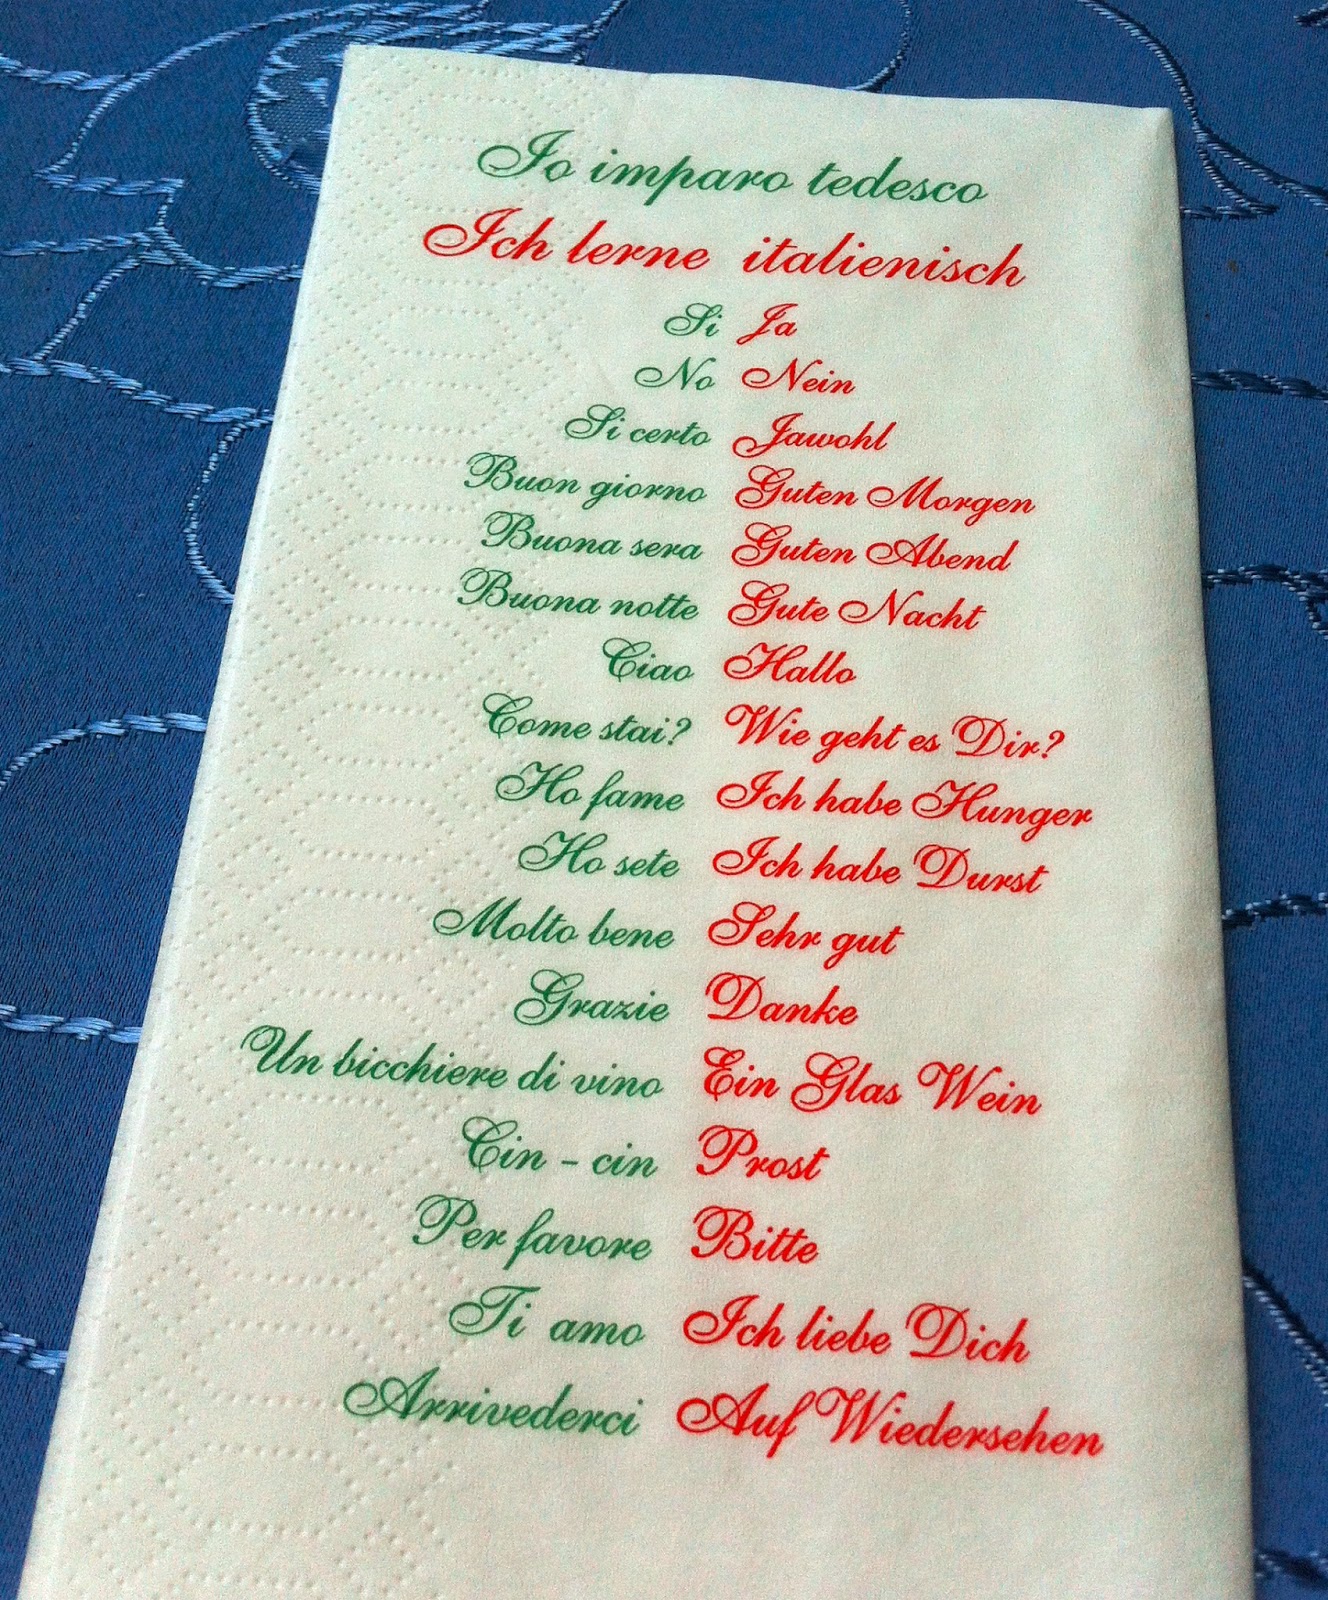 Io imparo tedesco
Ich lerne italienisch
Si Ja
No Nein
Si certo Jawohl
Buon giorno Guten Morgen
Buona sera Guten Abend
Buona notte Gute Nacht
Ciao Hallo
Come stai? Wie geht es Dir?
Ho fame Ich habe Hunger
Ho sete Ich habe Durst
Molto bene Sehr gut
Grazie Danke
Un bicchiere di vino Ein Glas Wein
Cin - cin Prost
Per favore Bitte
Ti amo Ich liebe Dich
Arrivederci Auf Wiedersehen